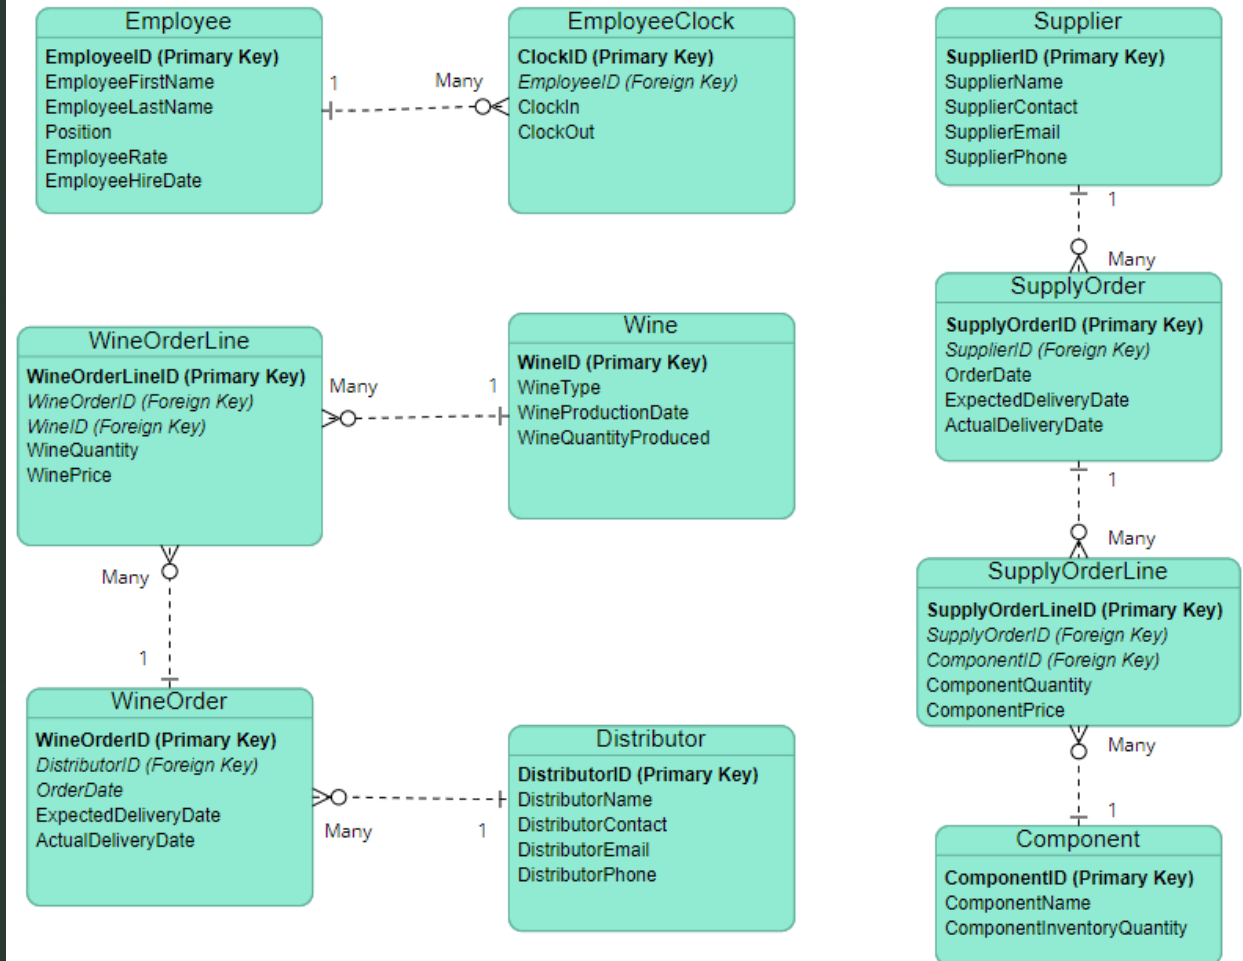 Employee
EmployeeID (Primary Key)
EmployeeFirstName
EmployeeLastName
Position
EmployeeRate
EmployeeHireDate
1
Many
EmployeeClock
ClockID (Primary Key)
EmployeeID (Foreign Key)
ClockIn
ClockOut
Supplier
SupplierID (Primary Key)
SupplierName
SupplierContact
SupplierEmail
SupplierPhone
1
Many
SupplyOrder
SupplyOrderID (Primary Key)
SupplierID (Foreign Key)
OrderDate
ExpectedDeliveryDate
ActualDeliveryDate
1
Many
SupplyOrderLine
SupplyOrderLineID (Primary Key)
SupplyOrderID (Foreign Key)
ComponentID (Foreign Key)
ComponentQuantity
ComponentPrice
Many
1
Component
ComponentID (Primary Key)
ComponentName
ComponentInventoryQuantity
WineOrderLine
WineOrderLineID (Primary Key)
WineOrderID (Foreign Key)
WineID (Foreign Key)
WineQuantity
WinePrice
Many
1
Wine
WineID (Primary Key)
WineType
WineProductionDate
WineQuantityProduced
Many
1
WineOrder
WineOrderID (Primary Key)
DistributorID (Foreign Key)
OrderDate
ExpectedDeliveryDate
ActualDeliveryDate
Many
1
Distributor
DistributorID (Primary Key)
DistributorName
DistributorContact
DistributorEmail
DistributorPhone